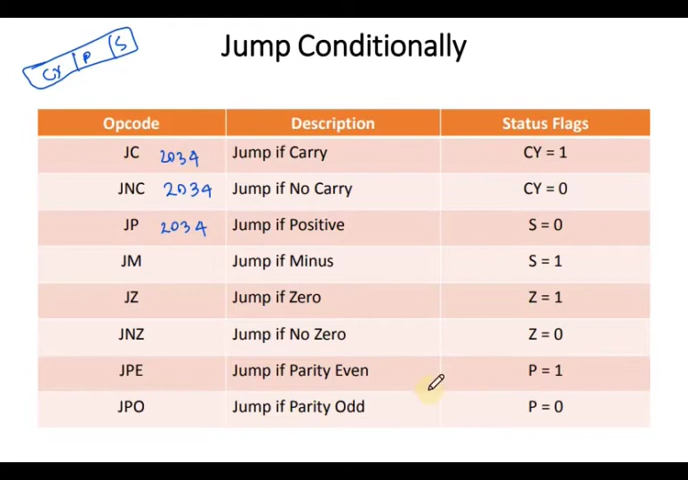 Jump Conditionally
CY P S
Opcode Description Status Flags
JC 2034 Jump if Carry CY = 1
JNC 2034 Jump if No Carry CY = 0
JP 2034 Jump if Positive S = 0
JM Jump if Minus S = 1
JZ Jump if Zero Z = 1
JNZ Jump if No Zero Z = 0
JPE Jump if Parity Even P = 1
JPO Jump if Parity Odd P = 0